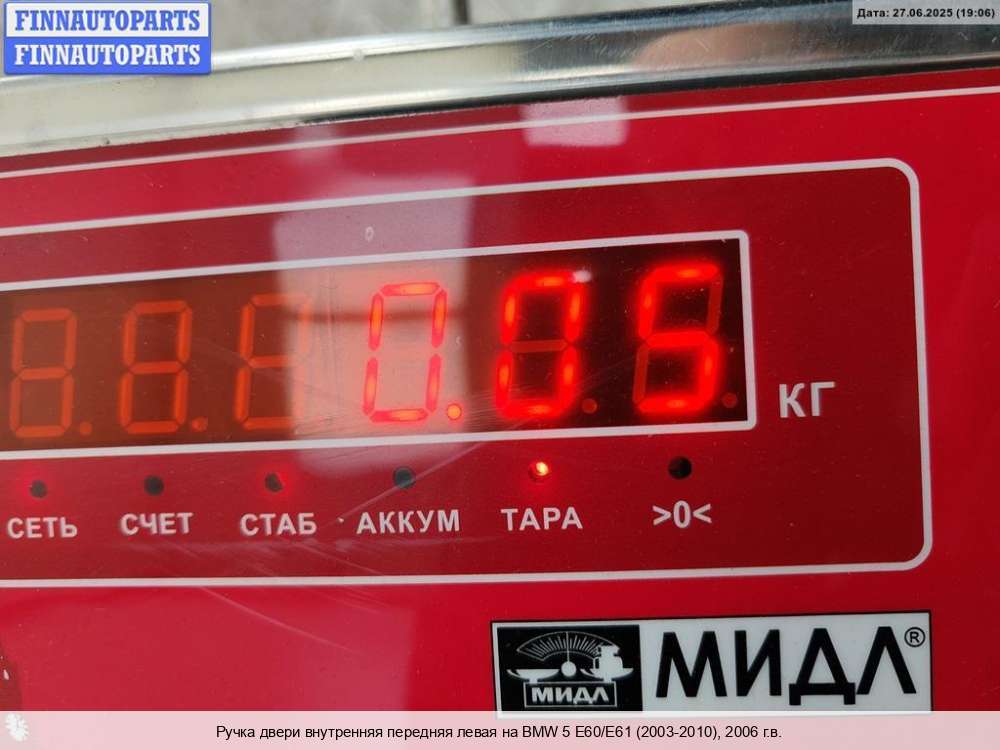 FINNAUTOPARTS
FINNAUTOPARTS
Дата: 27.06.2025 (19:06)
0.05
КГ
СЕТЬ СЧЕТ СТАБ АККУМ ТАРА >0<
МИДЛ МИДЛ®
Ручка двери внутренняя передняя левая на BMW 5 E60/E61 (2003-2010), 2006 г.в.